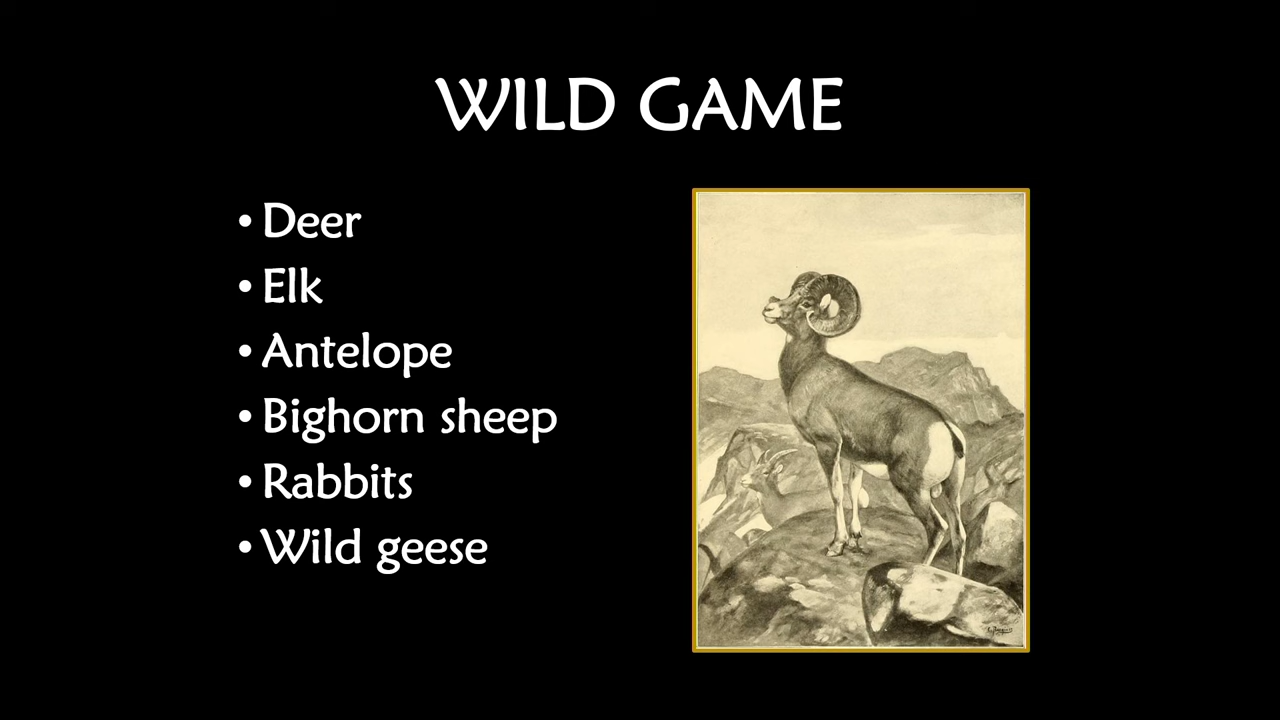 WILD GAME
• Deer
• Elk
• Antelope
• Bighorn sheep
• Rabbits
• Wild geese